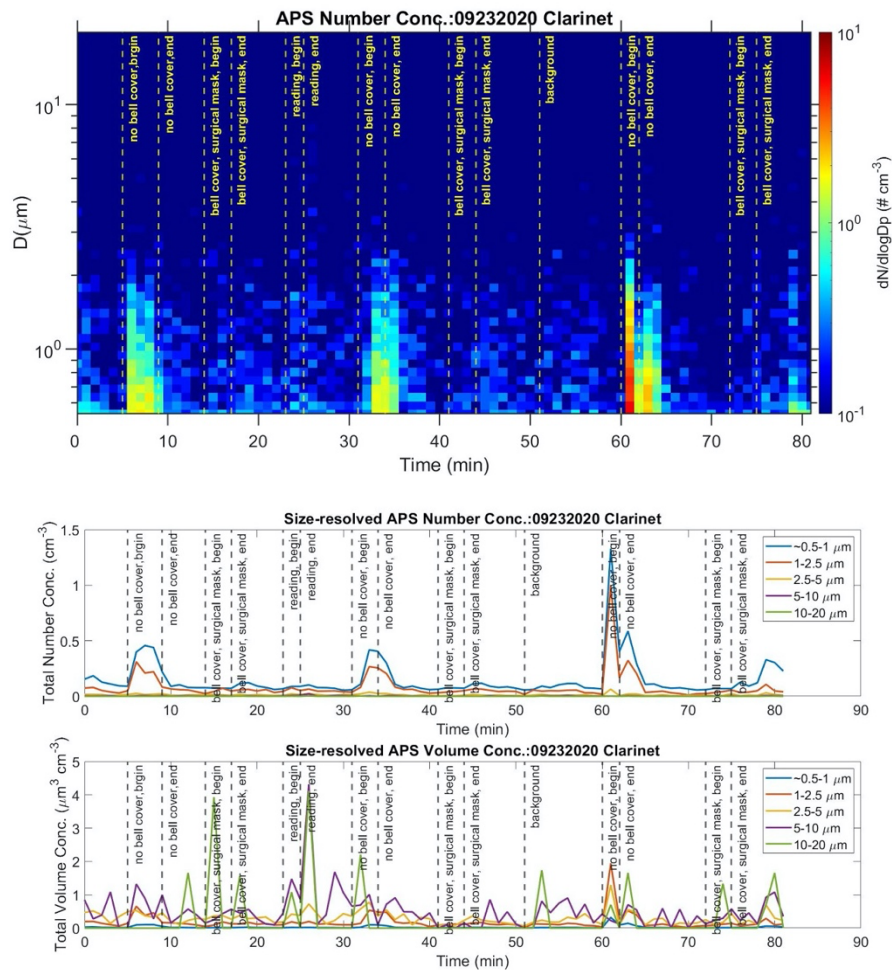 APS Number Conc.:09232020 Clarinet
no bell cover,brgin
no bell cover,end
bell cover, surgical mask, begin
bell cover, surgical mask, end
reading, begin
reading, end
no bell cover, begin
no bell cover, end
bell cover, surgical mask, begin
bell cover, surgical mask, end
background
no bell cover, begin
no bell cover, end
bell cover, surgical mask, begin
bell cover, surgical mask, end
D(μm)
10^1
10^0
0 10 20 30 40 50 60 70 80
Time (min)
10^1
10^0
10^-1
dN/dlogDp (# cm^-3)
Size-resolved APS Number Conc.:09232020 Clarinet
Total Number Conc. (cm^-3)
1.5
1
0.5
0
no bell cover,brgin
no bell cover,end
bell cover, surgical mask, begin
bell cover, surgical mask, end
reading, begin
reading, end
no bell cover, begin
no bell cover, end
bell cover, surgical mask, begin
bell cover, surgical mask, end
background
no bell cover, begin
no bell cover, end
bell cover, surgical mask, begin
bell cover, surgical mask, end
~0.5-1 μm
1-2.5 μm
2.5-5 μm
5-10 μm
10-20 μm
0 10 20 30 40 50 60 70 80 90
Time (min)
Size-resolved APS Volume Conc.:09232020 Clarinet
Total Volume Conc. (μm^3 cm^-3)
5
4
3
2
1
0
no bell cover,brgin
no bell cover,end
bell cover, surgical mask, begin
bell cover, surgical mask, end
reading, begin
reading, end
no bell cover, begin
no bell cover, end
bell cover, surgical mask, begin
bell cover, surgical mask, end
background
no bell cover, begin
no bell cover, end
bell cover, surgical mask, begin
bell cover, surgical mask, end
~0.5-1 μm
1-2.5 μm
2.5-5 μm
5-10 μm
10-20 μm
0 10 20 30 40 50 60 70 80 90
Time (min)